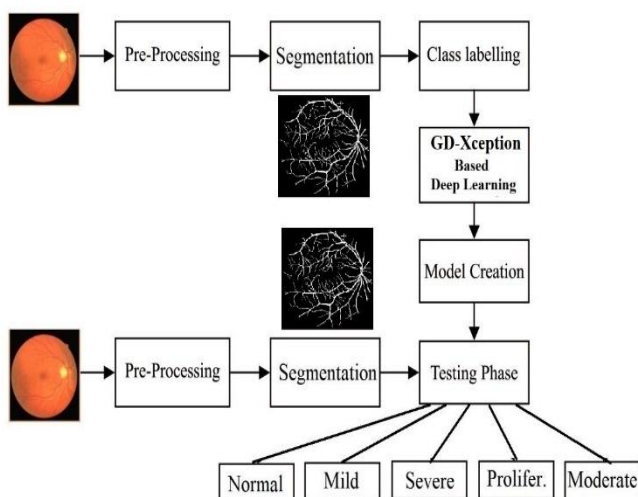 Pre-Processing
Segmentation
Class labelling
GD-Xception
Based
Deep Learning
Model Creation
Pre-Processing
Segmentation
Testing Phase
Normal
Mild
Severe
Prolifer.
Moderate